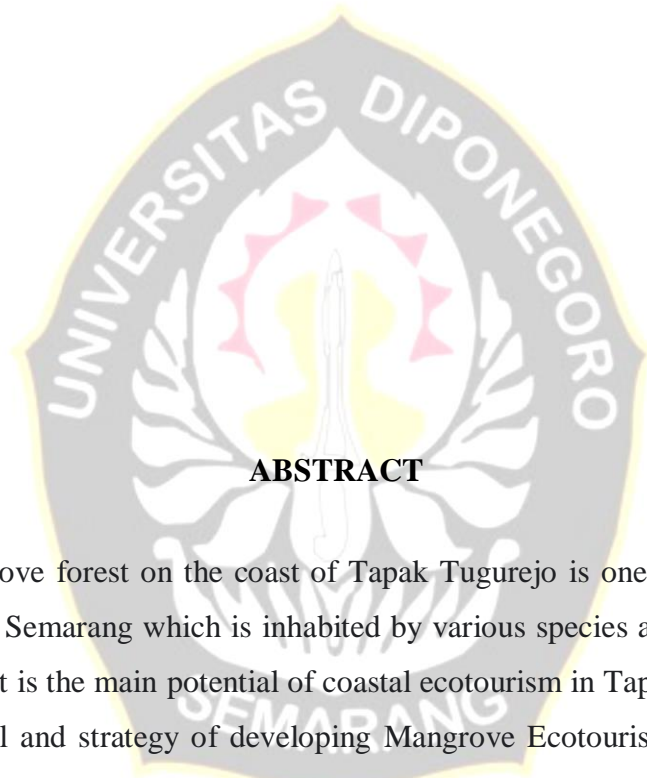 UNIVERSITAS DIPONEGORO
ABSTRACT
ove forest on the coast of Tapak Tugurejo is one
Semarang which is inhabited by various species a
t is the main potential of coastal ecotourism in Tap
SEMARANG
l and strategy of developing Mangrove Ecotouris